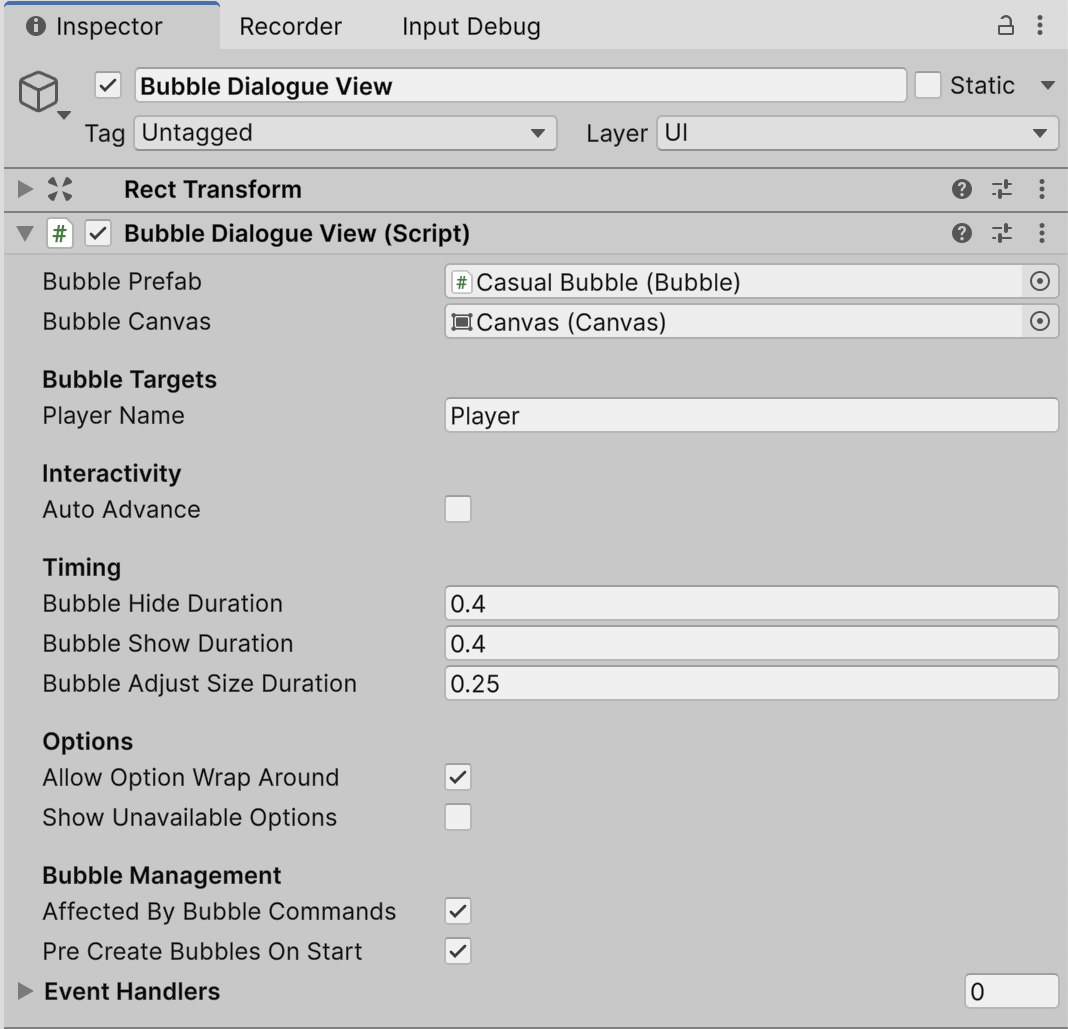 Inspector Recorder Input Debug
Bubble Dialogue View Static
Tag Untagged Layer UI
Rect Transform
# Bubble Dialogue View (Script)
Bubble Prefab # Casual Bubble (Bubble)
Bubble Canvas Canvas (Canvas)
Bubble Targets
Player Name Player
Interactivity
Auto Advance
Timing
Bubble Hide Duration 0.4
Bubble Show Duration 0.4
Bubble Adjust Size Duration 0.25
Options
Allow Option Wrap Around
Show Unavailable Options
Bubble Management
Affected By Bubble Commands
Pre Create Bubbles On Start
Event Handlers 0